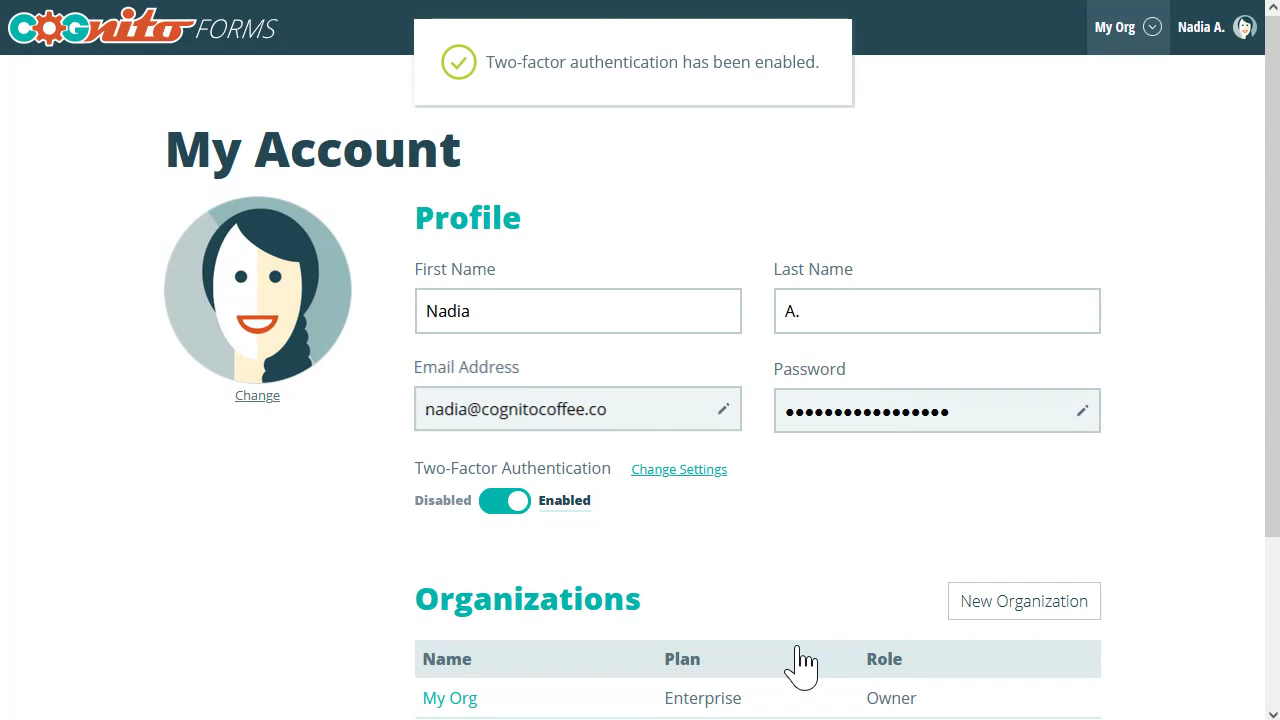 COGnito FORMS
My Org
Nadia A.
Two-factor authentication has been enabled.
My Account
Change
Profile
First Name
Last Name
Nadia
A.
Email Address
Password
nadia@cognitocoffee.co
•••••••••••••••••
Two-Factor Authentication
Change Settings
Disabled
Enabled
Organizations
New Organization
Name Plan Role
My Org Enterprise Owner